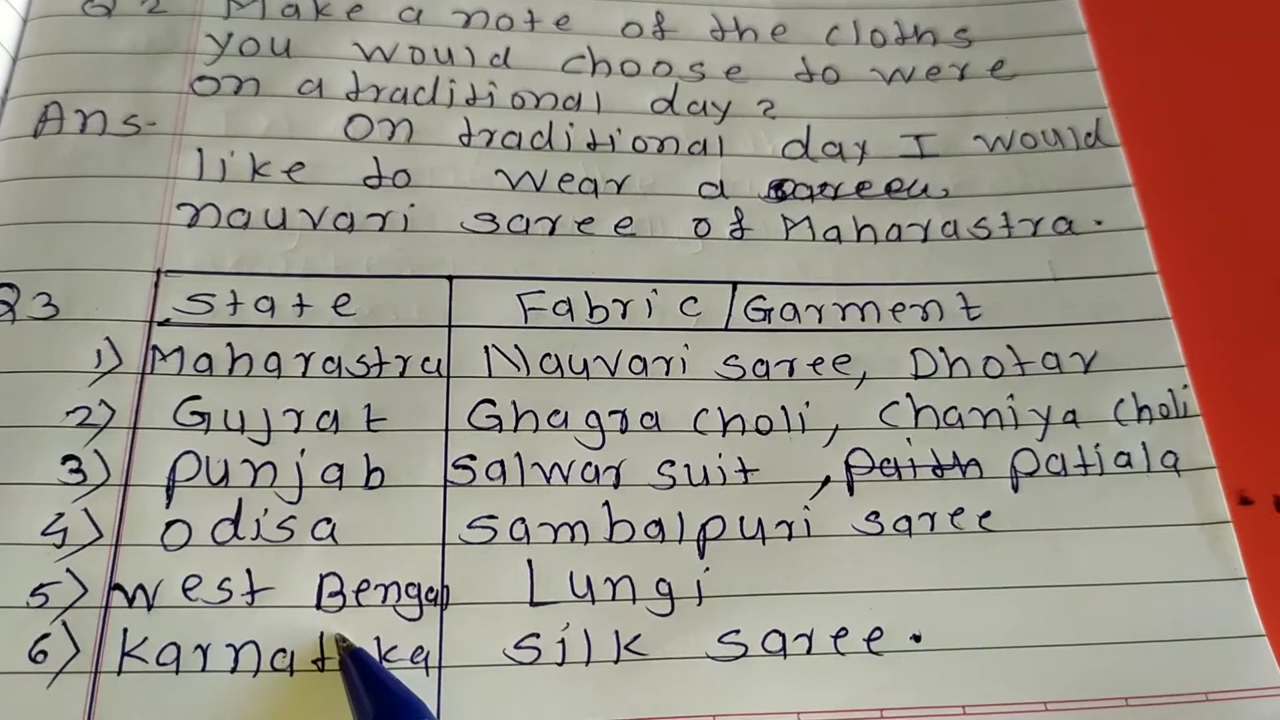 Q 2 Make a note of the cloths
you would choose to were
on a traditional day ?
Ans- On traditional day I would
like to wear a
nauvari saree of Maharastra.
Q3 State Fabric / Garment
1) Maharastra Nauvari saree, Dhotar
2) Gujrat Ghagra choli, chaniya choli
3) Punjab Salwar suit , patiala
4) Odisa Sambalpuri saree
5) West Bengal Lungi
6) Karnataka Silk saree.